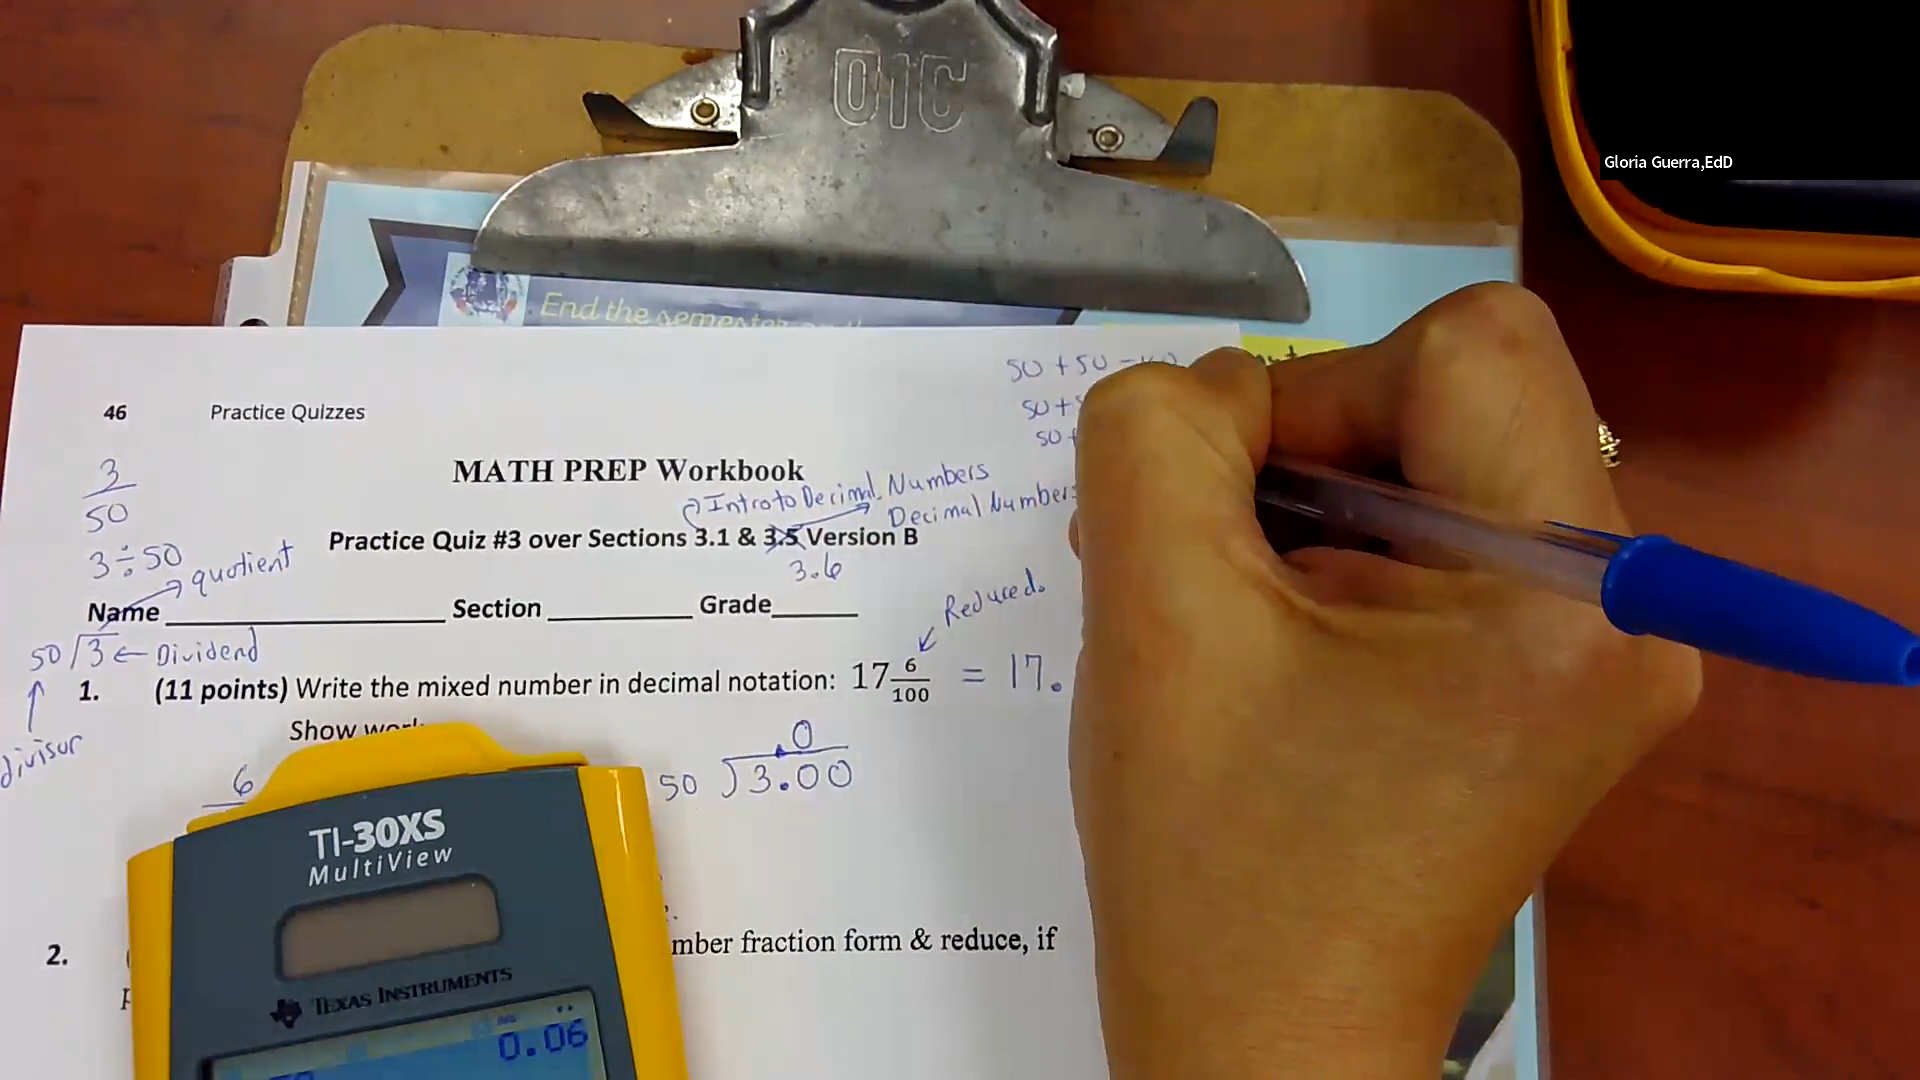 OIC
Gloria Guerra,EdD
End the semester
50 + 50
46 Practice Quizzes
50+
50
3
50
MATH PREP Workbook
Intro to Decimal Numbers
Decimal Numbers
Practice Quiz #3 over Sections 3.1 & 3.5 Version B
3.6
3÷50
quotient
Name Section Grade
Reduced.
50 3 ← Dividend
divisor
1. (11 points) Write the mixed number in decimal notation: 17 6/100 = 17.
Show
0
50 3.00
6
TI-30XS
MultiView
TEXAS INSTRUMENTS
0.06
2. mber fraction form & reduce, if